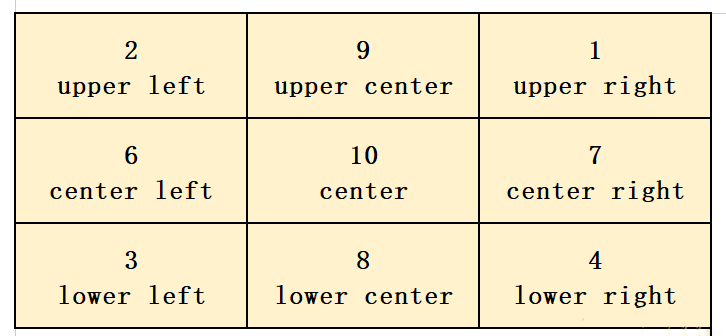 2
upper left
9
upper center
1
upper right
6
center left
10
center
7
center right
3
lower left
8
lower center
4
lower right